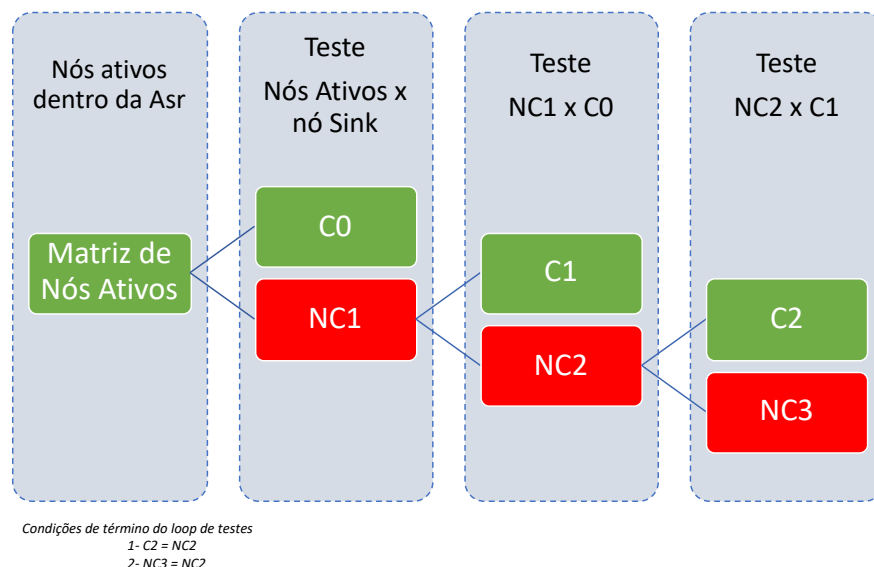 Nós ativos
dentro da Asr
Matriz de
Nós Ativos
Teste
Nós Ativos x
nó Sink
C0
NC1
Teste
NC1 x C0
C1
NC2
Teste
NC2 x C1
C2
NC3
Condições de término do loop de testes
1- C2 = NC2
2- NC3 = NC2